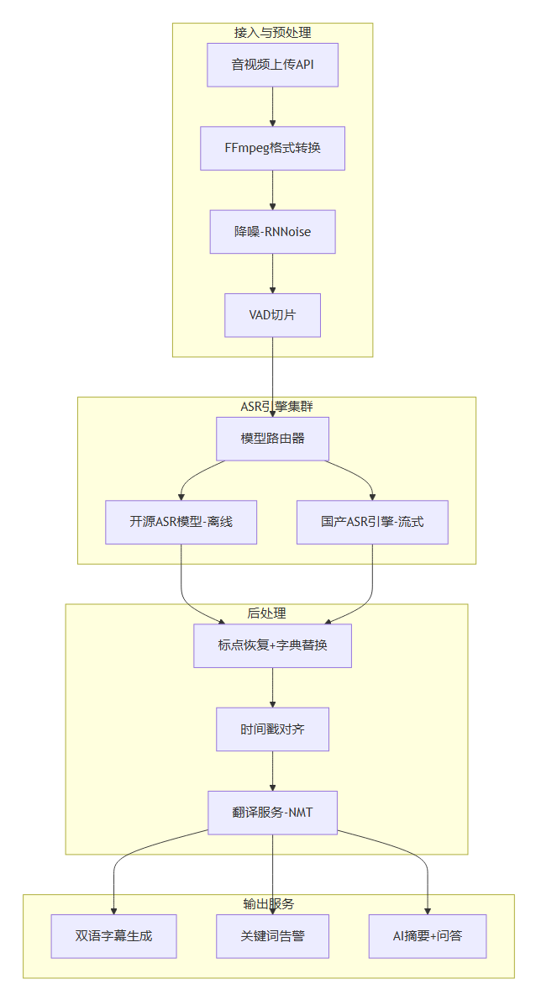 接入与预处理
音视频上传API
FFmpeg格式转换
降噪-RNNoise
VAD切片
ASR引擎集群
模型路由器
开源ASR模型-离线
国产ASR引擎-流式
后处理
标点恢复+字典替换
时间戳对齐
翻译服务-NMT
输出服务
双语字幕生成
关键词告警
AI摘要+问答